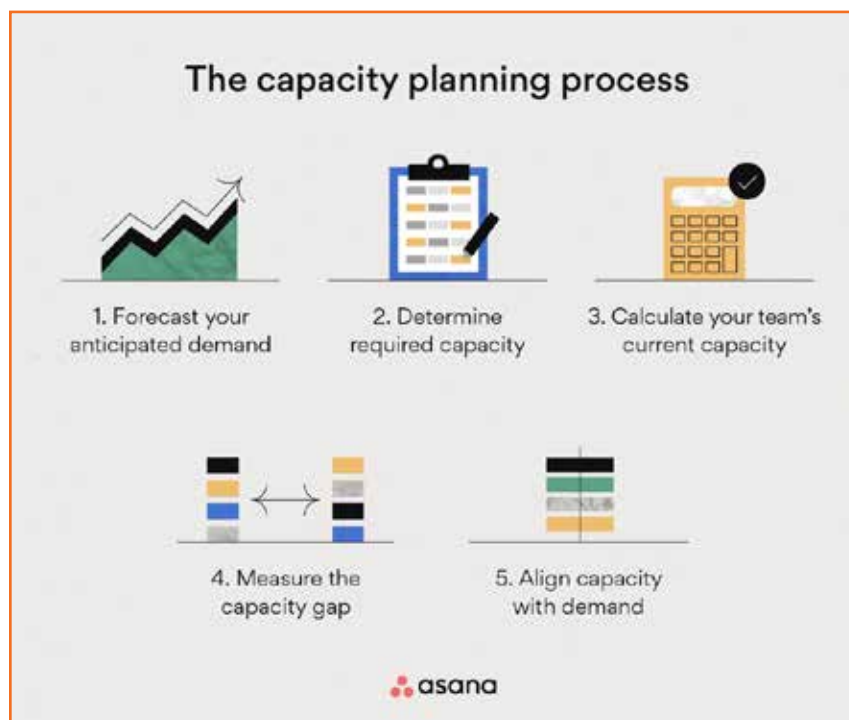 The capacity planning process
1. Forecast your
anticipated demand
2. Determine
required capacity
3. Calculate your team's
current capacity
4. Measure the
capacity gap
5. Align capacity
with demand
asana